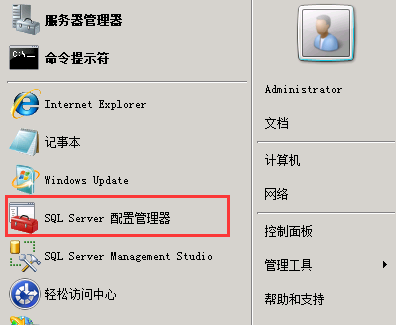 服务器管理器
命令提示符
Internet Explorer
记事本
Windows Update
SQL Server 配置管理器
SQL Server Management Studio
轻松访问中心
Administrator
文档
计算机
网络
控制面板
管理工具
帮助和支持